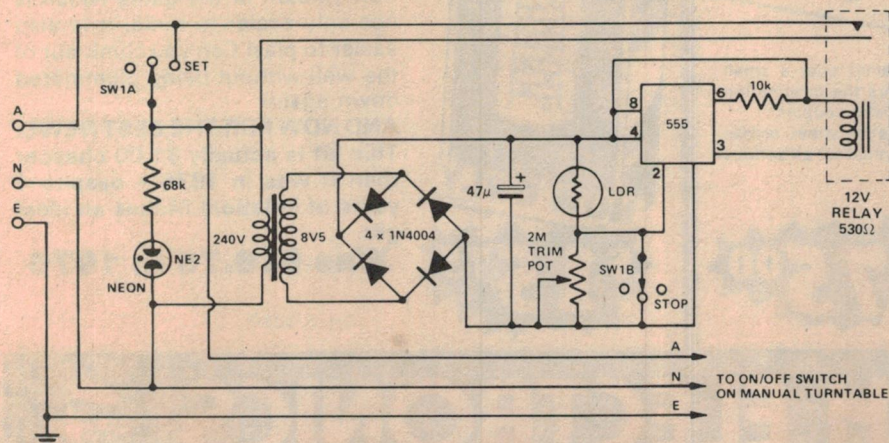 SET
SW1A
A
N
E
68k
NE2
NEON
240V
8V5
4 x 1N4004
47µ
+
LDR
2M
TRIM
POT
SW1B
STOP
8
4
555
6
3
2
10k
12V
RELAY
530Ω
A
N
E
TO ON/OFF SWITCH
ON MANUAL TURNTABLE